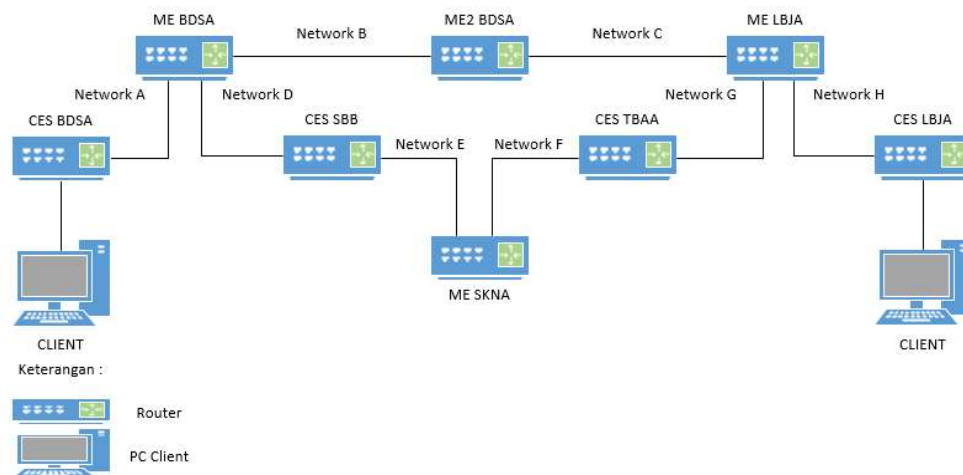 ME BDSA
ME2 BDSA
ME LBJA
Network B
Network C
Network A
Network D
Network G
Network H
CES BDSA
CES SBB
CES TBAA
CES LBJA
Network E
Network F
ME SKNA
CLIENT
CLIENT
Keterangan :
Router
PC Client